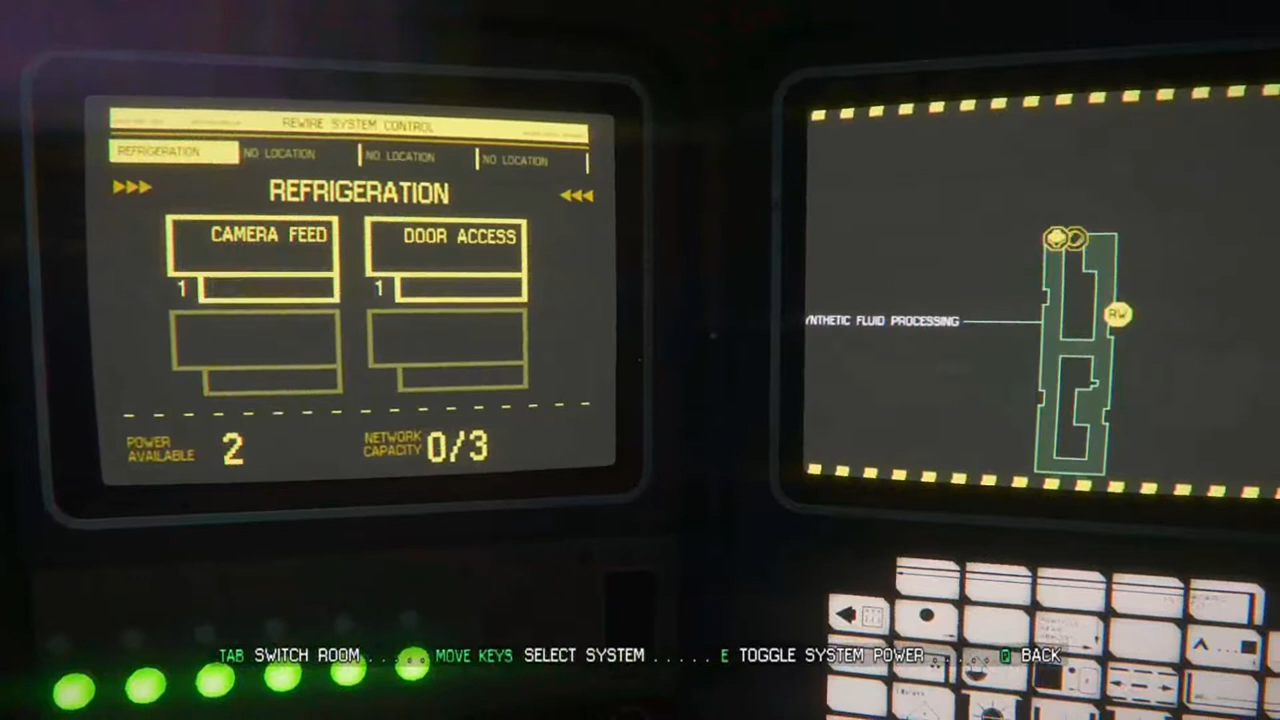 REWIRE SYSTEM CONTROL
REFRIGERATION NO LOCATION NO LOCATION NO LOCATION
REFRIGERATION
CAMERA FEED DOOR ACCESS
1 1
POWER AVAILABLE 2 NETWORK CAPACITY 0/3
YNTHETIC FLUID PROCESSING
RW
TAB SWITCH ROOM . . . . . . MOVE KEYS SELECT SYSTEM . . . . . E TOGGLE SYSTEM POWER . . . . . Q BACK